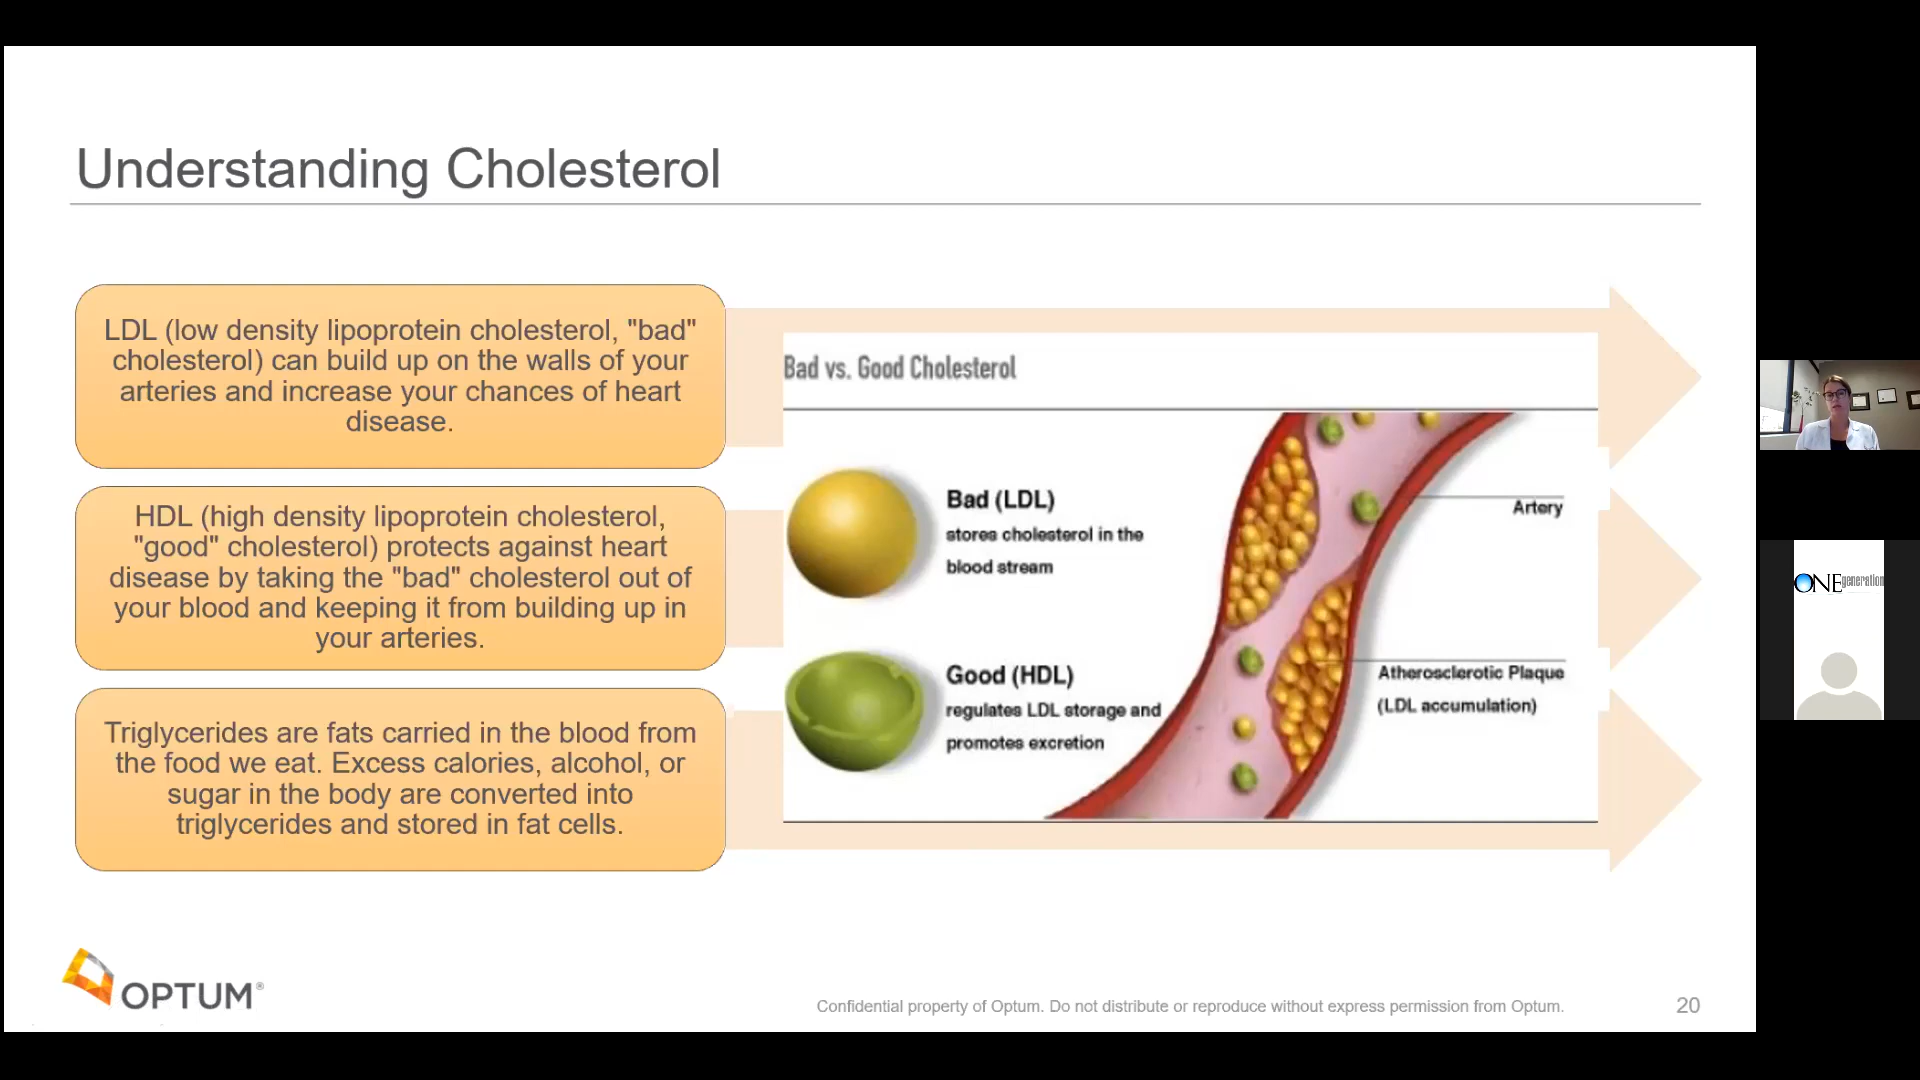 Understanding Cholesterol
LDL (low density lipoprotein cholesterol, "bad"
cholesterol) can build up on the walls of your
arteries and increase your chances of heart
disease.
HDL (high density lipoprotein cholesterol,
"good" cholesterol) protects against heart
disease by taking the "bad" cholesterol out of
your blood and keeping it from building up in
your arteries.
Triglycerides are fats carried in the blood from
the food we eat. Excess calories, alcohol, or
sugar in the body are converted into
triglycerides and stored in fat cells.
Bad vs. Good Cholesterol
Bad (LDL)
stores cholesterol in the
blood stream
Good (HDL)
regulates LDL storage and
promotes excretion
Artery
Atherosclerotic Plaque
(LDL accumulation)
OPTUM®
Confidential property of Optum. Do not distribute or reproduce without express permission from Optum.
20
ONEgeneration